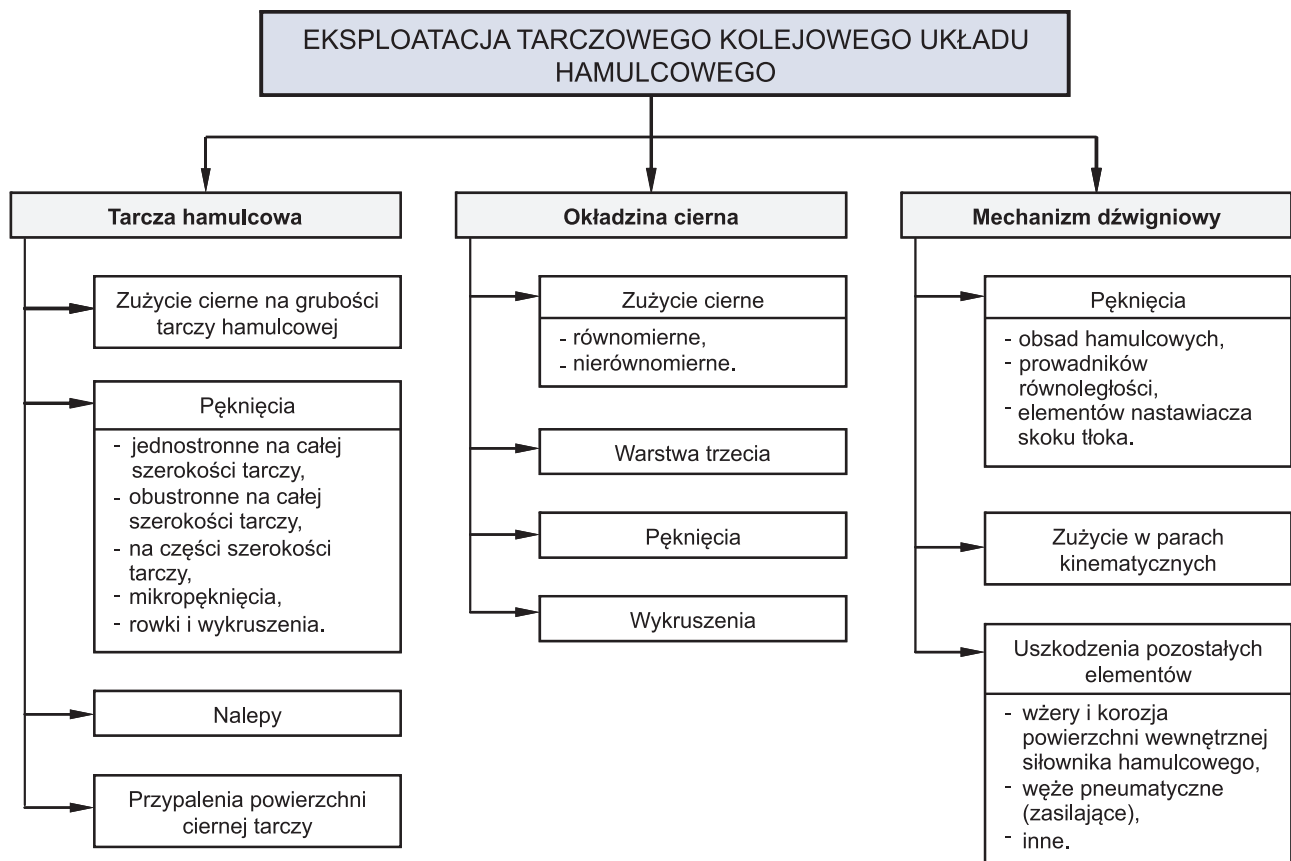 EKSPLOATACJA TARCZOWEGO KOLEJOWEGO UKŁADU
HAMULCOWEGO
Tarcza hamulcowa
Zużycie cierne na grubości
tarczy hamulcowej
Pęknięcia
- jednostronne na całej
szerokości tarczy,
- obustronne na całej
szerokości tarczy,
- na części szerokości
tarczy,
- mikropęknięcia,
- rowki i wykruszenia.
Nalepy
Przypalenia powierzchni
ciernej tarczy
Okładzina cierna
Zużycie cierne
- równomierne,
- nierównomierne.
Warstwa trzecia
Pęknięcia
Wykruszenia
Mechanizm dźwigniowy
Pęknięcia
- obsad hamulcowych,
- prowadników
równoległości,
- elementów nastawiacza
skoku tłoka.
Zużycie w parach
kinematycznych
Uszkodzenia pozostałych
elementów
- wżery i korozja
powierzchni wewnętrznej
siłownika hamulcowego,
- węże pneumatyczne
(zasilające),
- inne.